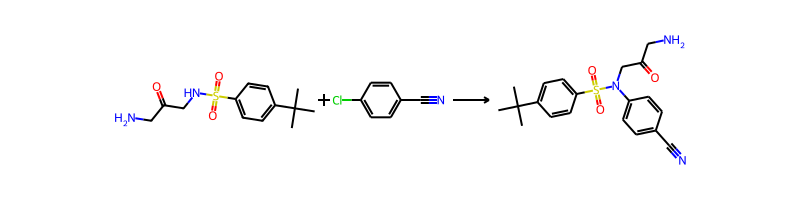 H2N O HN O S O + Cl N → O S O N O NH2 N